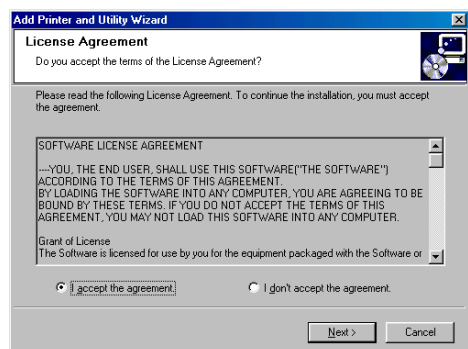 Add Printer and Utility Wizard
License Agreement
Do you accept the terms of the License Agreement?
Please read the following License Agreement. To continue the installation, you must accept
the agreement.
SOFTWARE LICENSE AGREEMENT
----YOU, THE END USER, SHALL USE THIS SOFTWARE("THE SOFTWARE")
ACCORDING TO THE TERMS OF THIS AGREEMENT.
BY LOADING THE SOFTWARE INTO ANY COMPUTER, YOU ARE AGREEING TO BE
BOUND BY THESE TERMS. IF YOU DO NOT ACCEPT THE TERMS OF THIS
AGREEMENT, YOU MAY NOT LOAD THIS SOFTWARE INTO ANY COMPUTER.
Grant of License
The Software is licensed for use by you for the equipment packaged with the Software or
I accept the agreement.
I don't accept the agreement.
Next >
Cancel